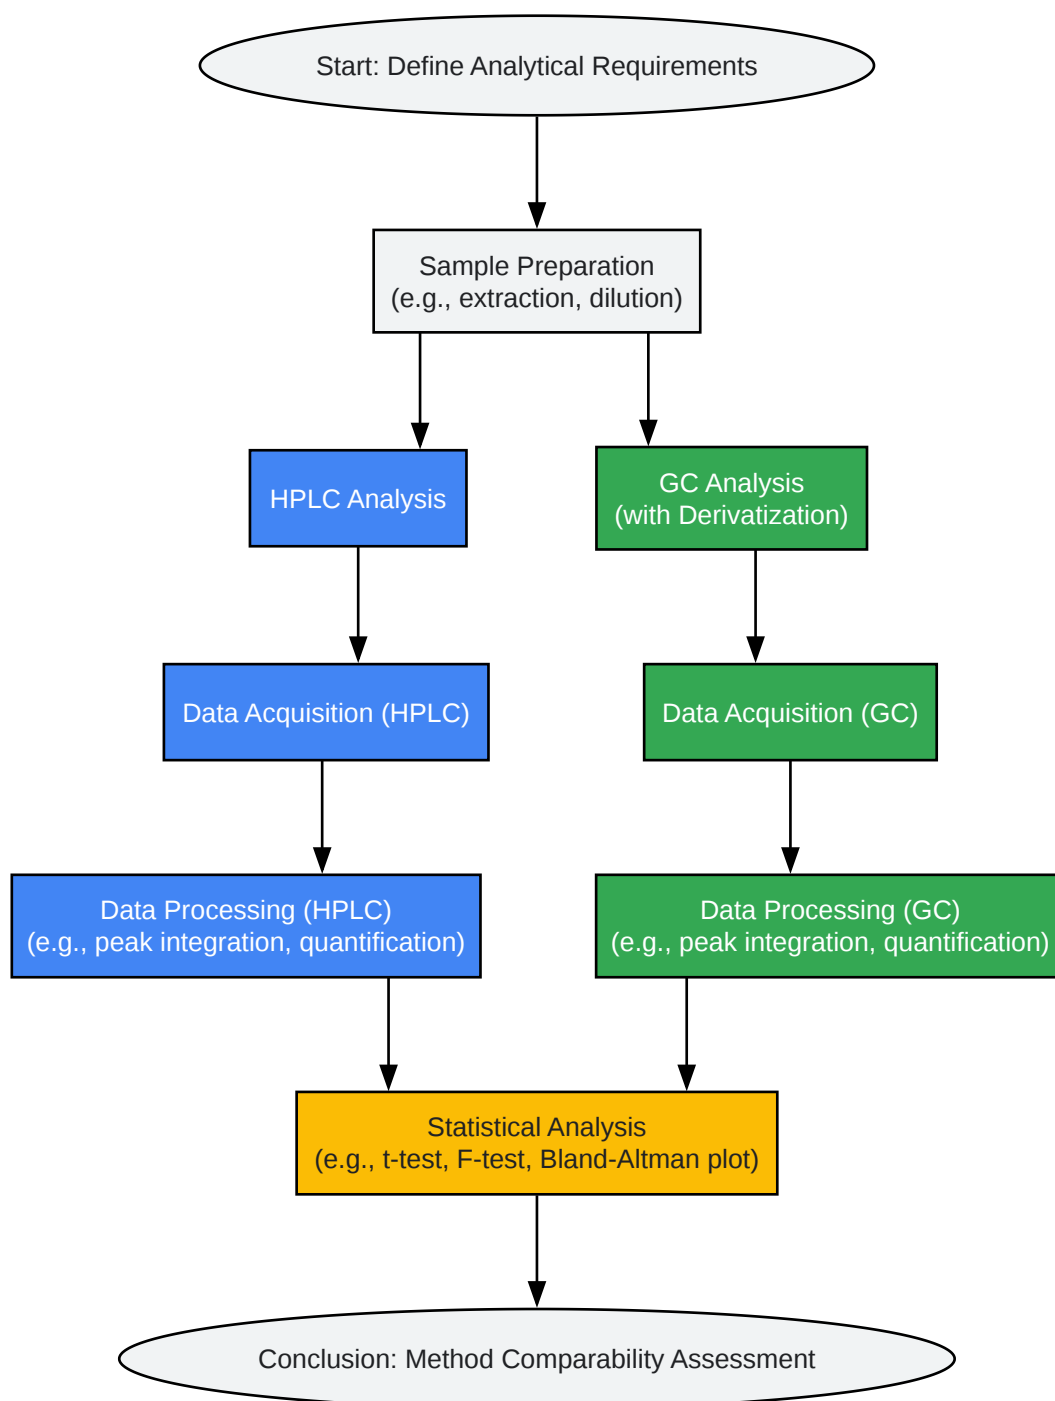 Start: Define Analytical Requirements
Sample Preparation
(e.g., extraction, dilution)
HPLC Analysis
GC Analysis
(with Derivatization)
Data Acquisition (HPLC)
Data Acquisition (GC)
Data Processing (HPLC)
(e.g., peak integration, quantification)
Data Processing (GC)
(e.g., peak integration, quantification)
Statistical Analysis
(e.g., t-test, F-test, Bland-Altman plot)
Conclusion: Method Comparability Assessment